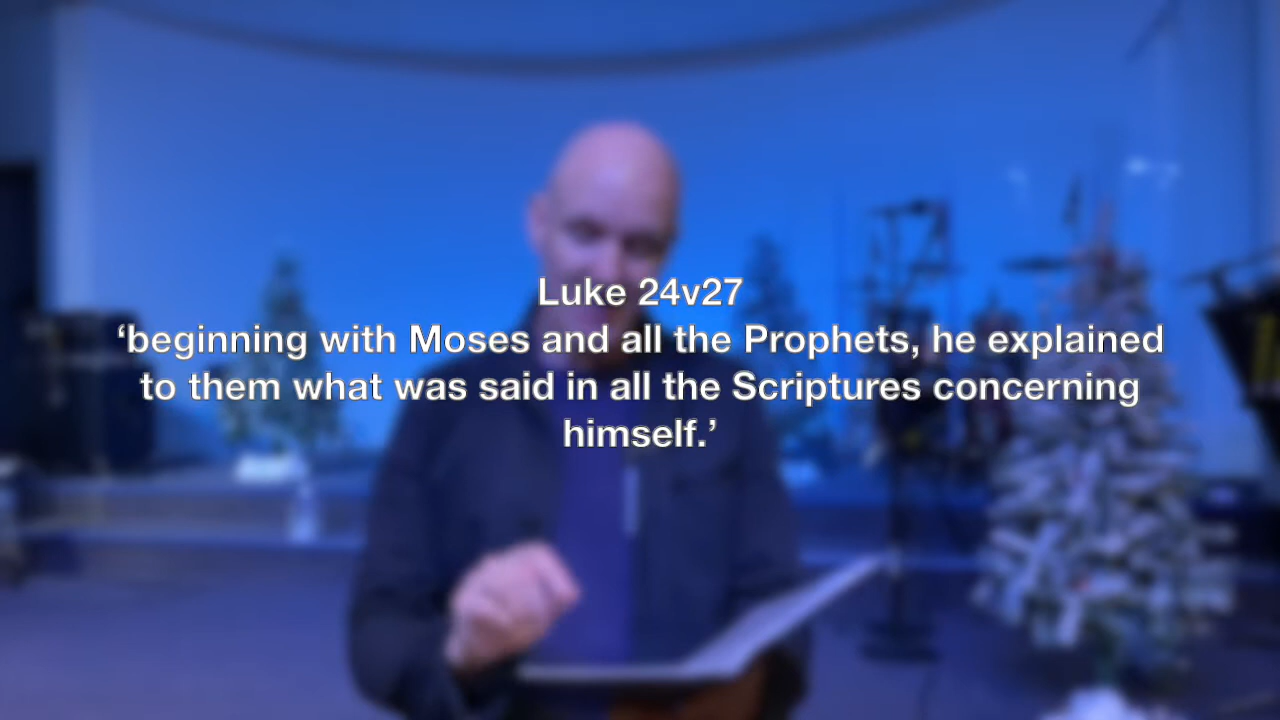 Luke 24v27
‘beginning with Moses and all the Prophets, he explained
to them what was said in all the Scriptures concerning
himself.’